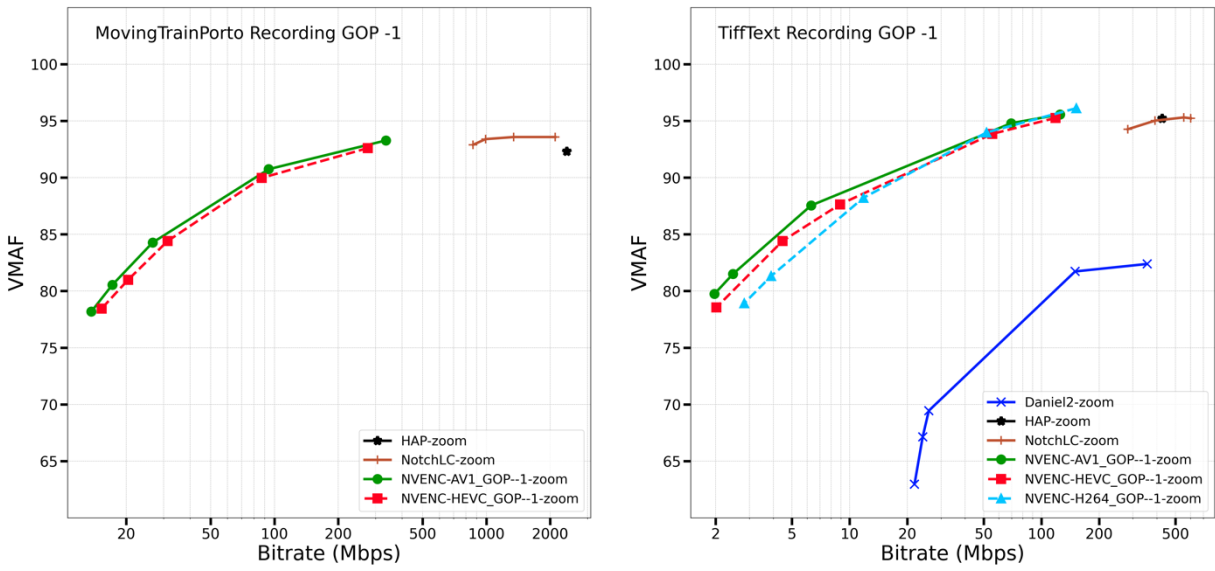 MovingTrainPorto Recording GOP -1
100
95
90
85
80
75
70
65
VMAF
20
50
100
200
500
1000
2000
Bitrate (Mbps)
HAP-zoom
NotchLC-zoom
NVENC-AV1_GOP--1-zoom
NVENC-HEVC_GOP--1-zoom
TiffText Recording GOP -1
100
95
90
85
80
75
70
65
VMAF
2
5
10
20
50
100
200
500
Bitrate (Mbps)
Daniel2-zoom
HAP-zoom
NotchLC-zoom
NVENC-AV1_GOP--1-zoom
NVENC-HEVC_GOP--1-zoom
NVENC-H264_GOP--1-zoom